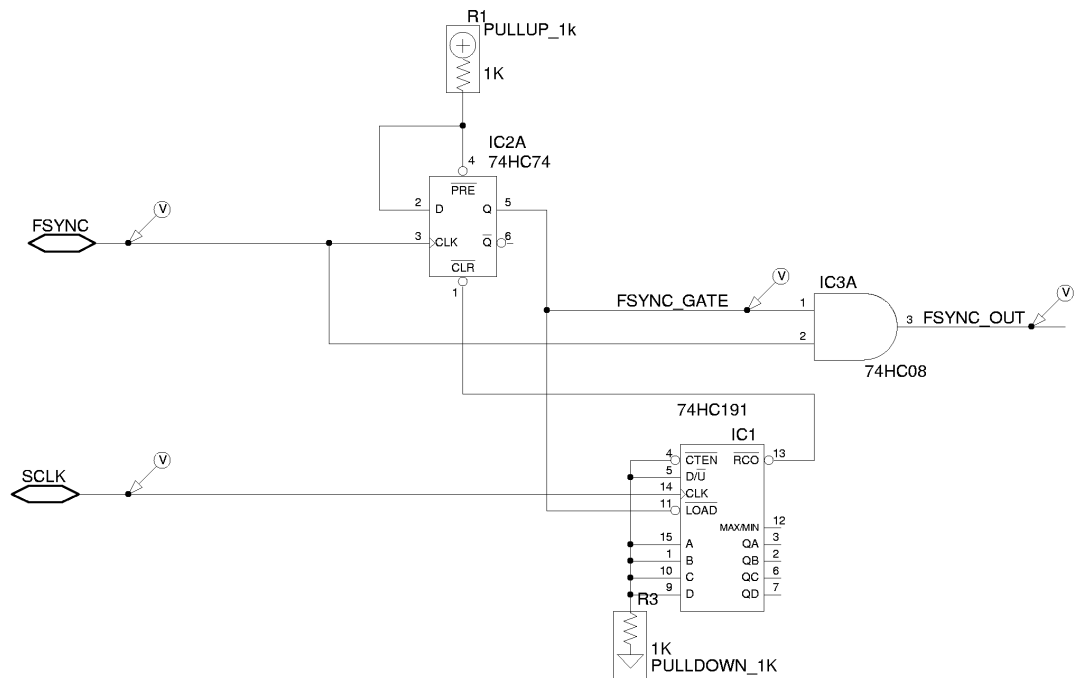 R1
PULLUP_1k
1K
IC2A
74HC74
4
PRE
2 D Q 5
3 CLK Q 6
CLR
1
FSYNC
V
FSYNC_GATE
V
IC3A
1
2
3
FSYNC_OUT
V
74HC08
74HC191
IC1
SCLK
V
4 CTEN RCO 13
5 D/U
14 CLK
11 LOAD
MAX/MIN 12
15 A QA 3
1 B QB 2
10 C QC 6
9 D QD 7
R3
1K
PULLDOWN_1K